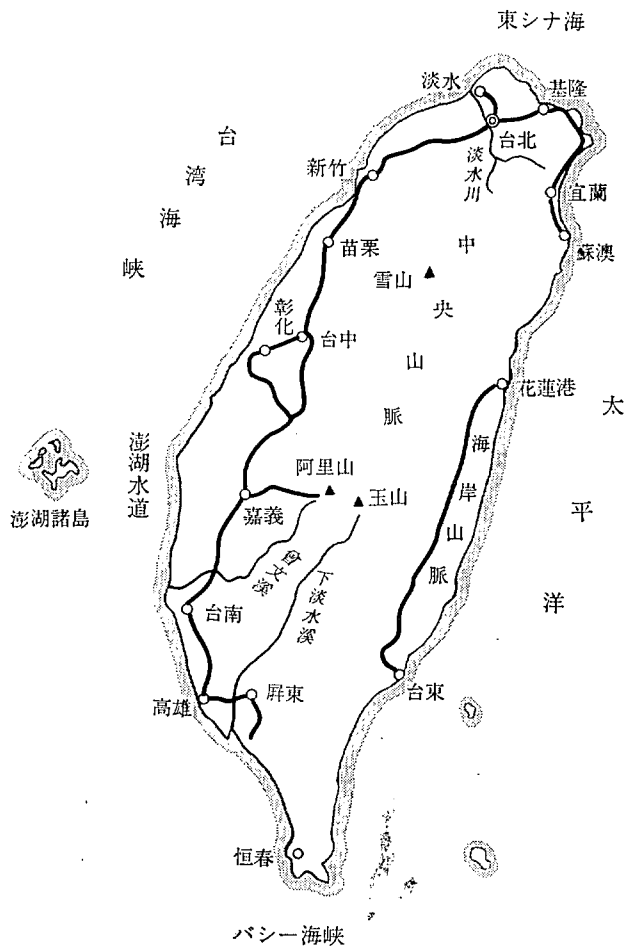 東シナ海
淡水
基隆
台北
淡水川
新竹
宜蘭
蘇澳
台湾海峡
苗栗
雪山
中央山脈
彰化
台中
花蓮港
太平洋
海岸山脈
澎湖水道
阿里山
玉山
澎湖諸島
嘉義
曾文溪
下淡水溪
台南
台東
高雄
屏東
恒春
バシー海峡